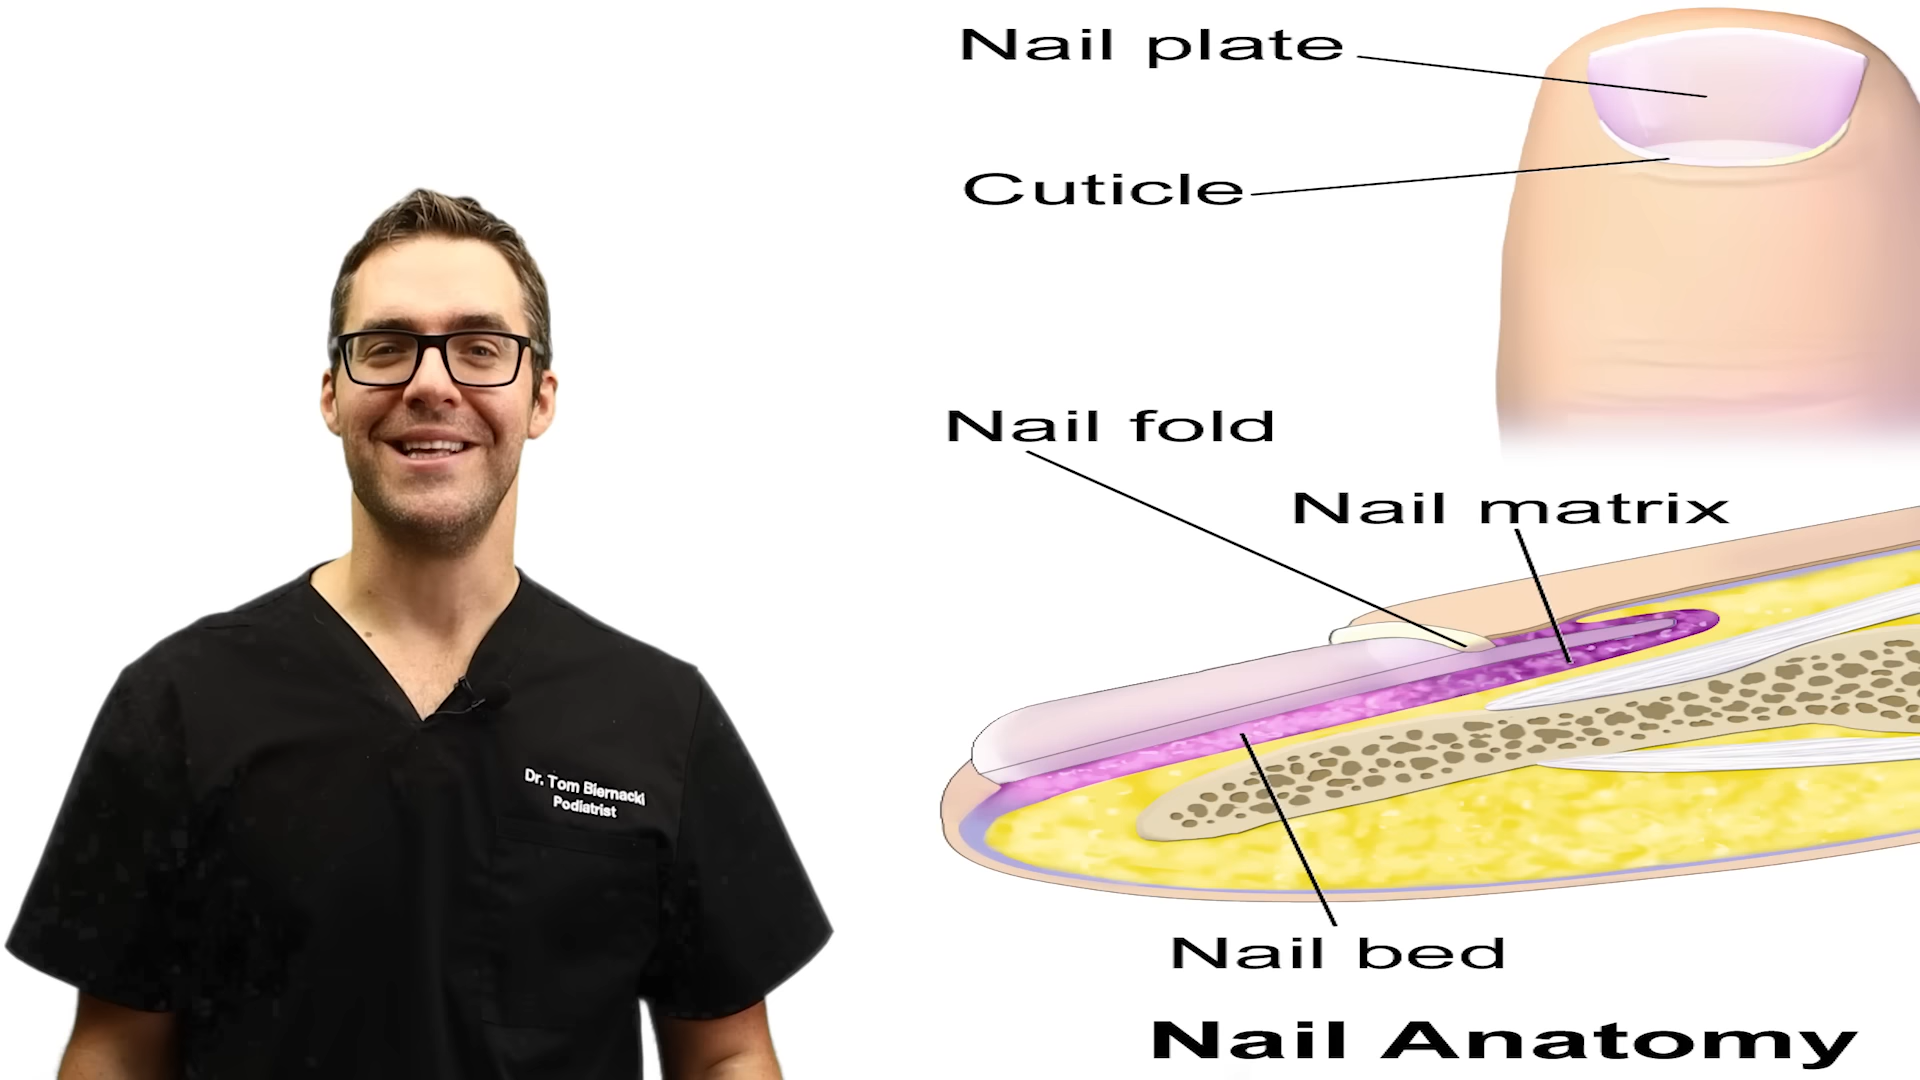 Nail plate
Cuticle
Nail fold
Nail matrix
Dr. Tom Biernacki
Podiatrist
Nail bed
Nail Anatomy